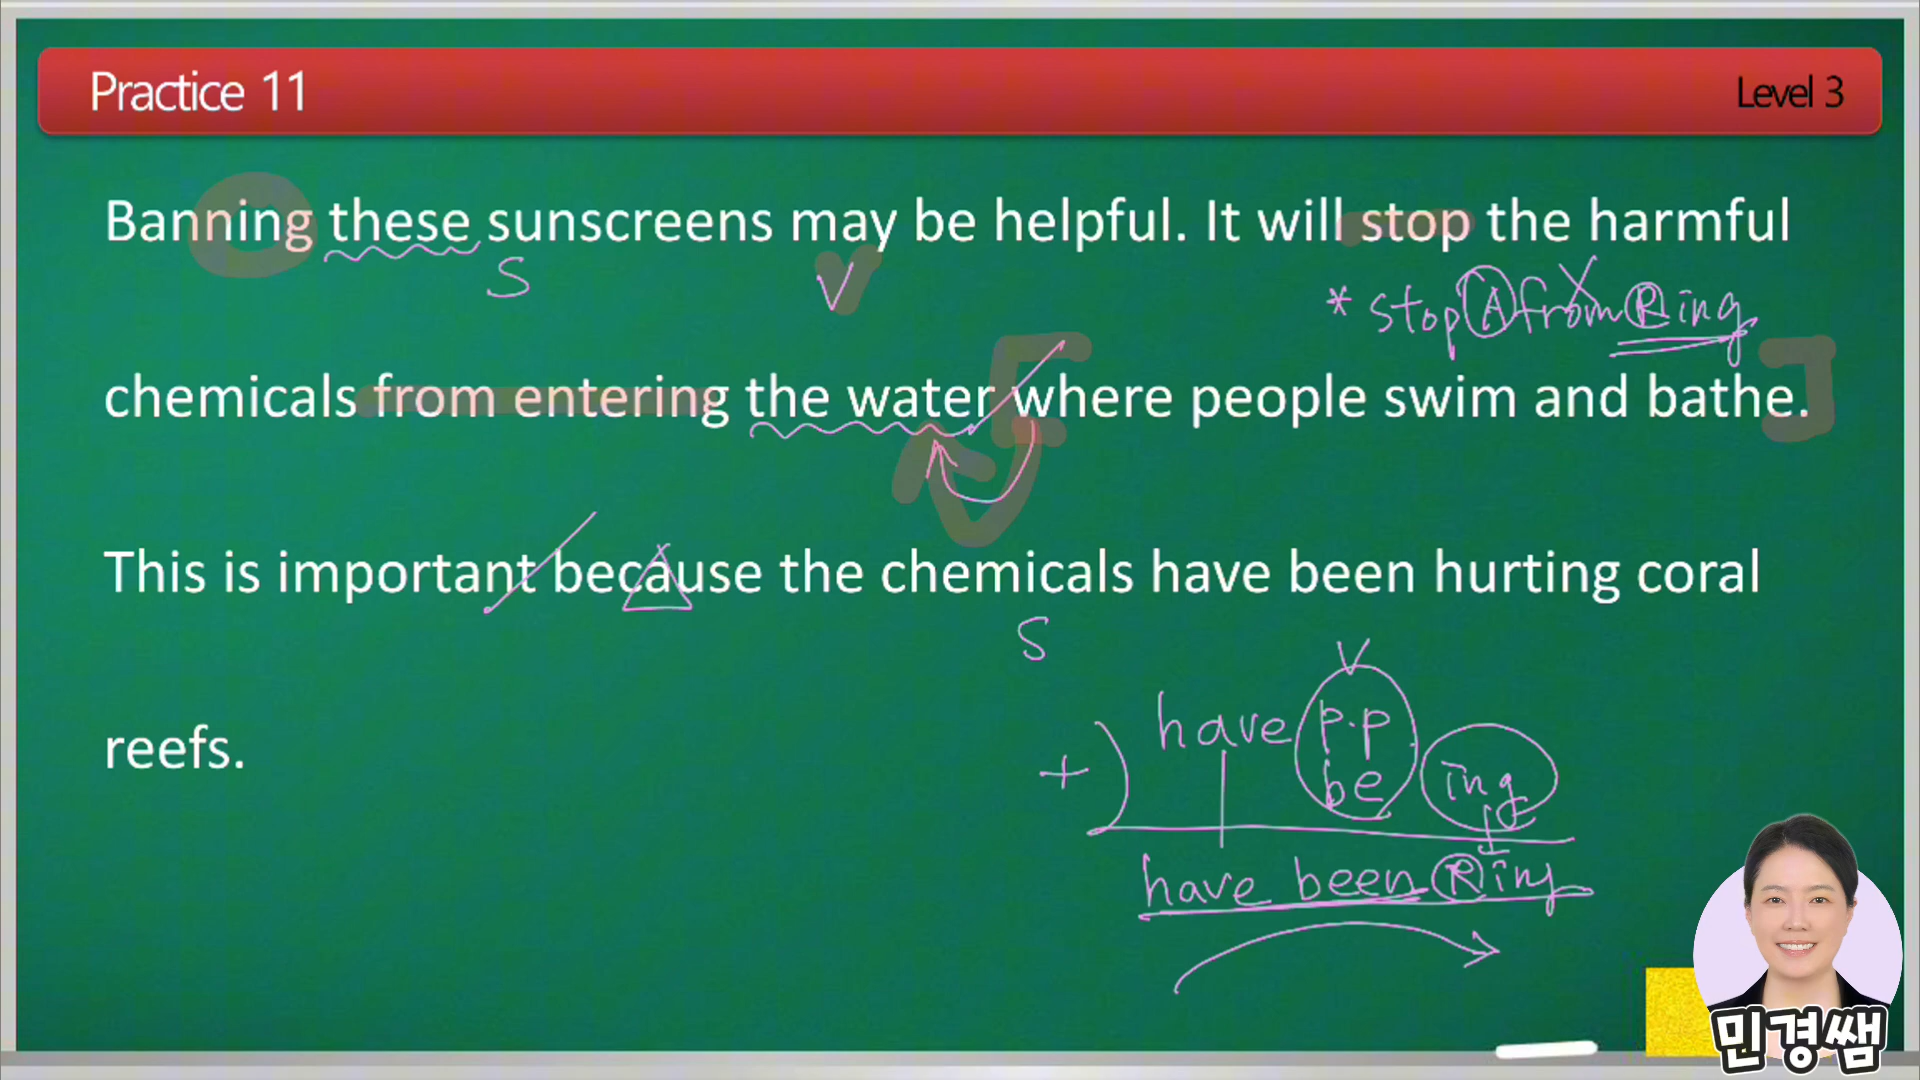 Practice 11
Level 3
Banning these sunscreens may be helpful. It will stop the harmful
S
V
* stop A from R ing
chemicals from entering the water where people swim and bathe.
This is important because the chemicals have been hurting coral
S
V
reefs.
have p.p
+) be ing
have been R ing
민경쌤